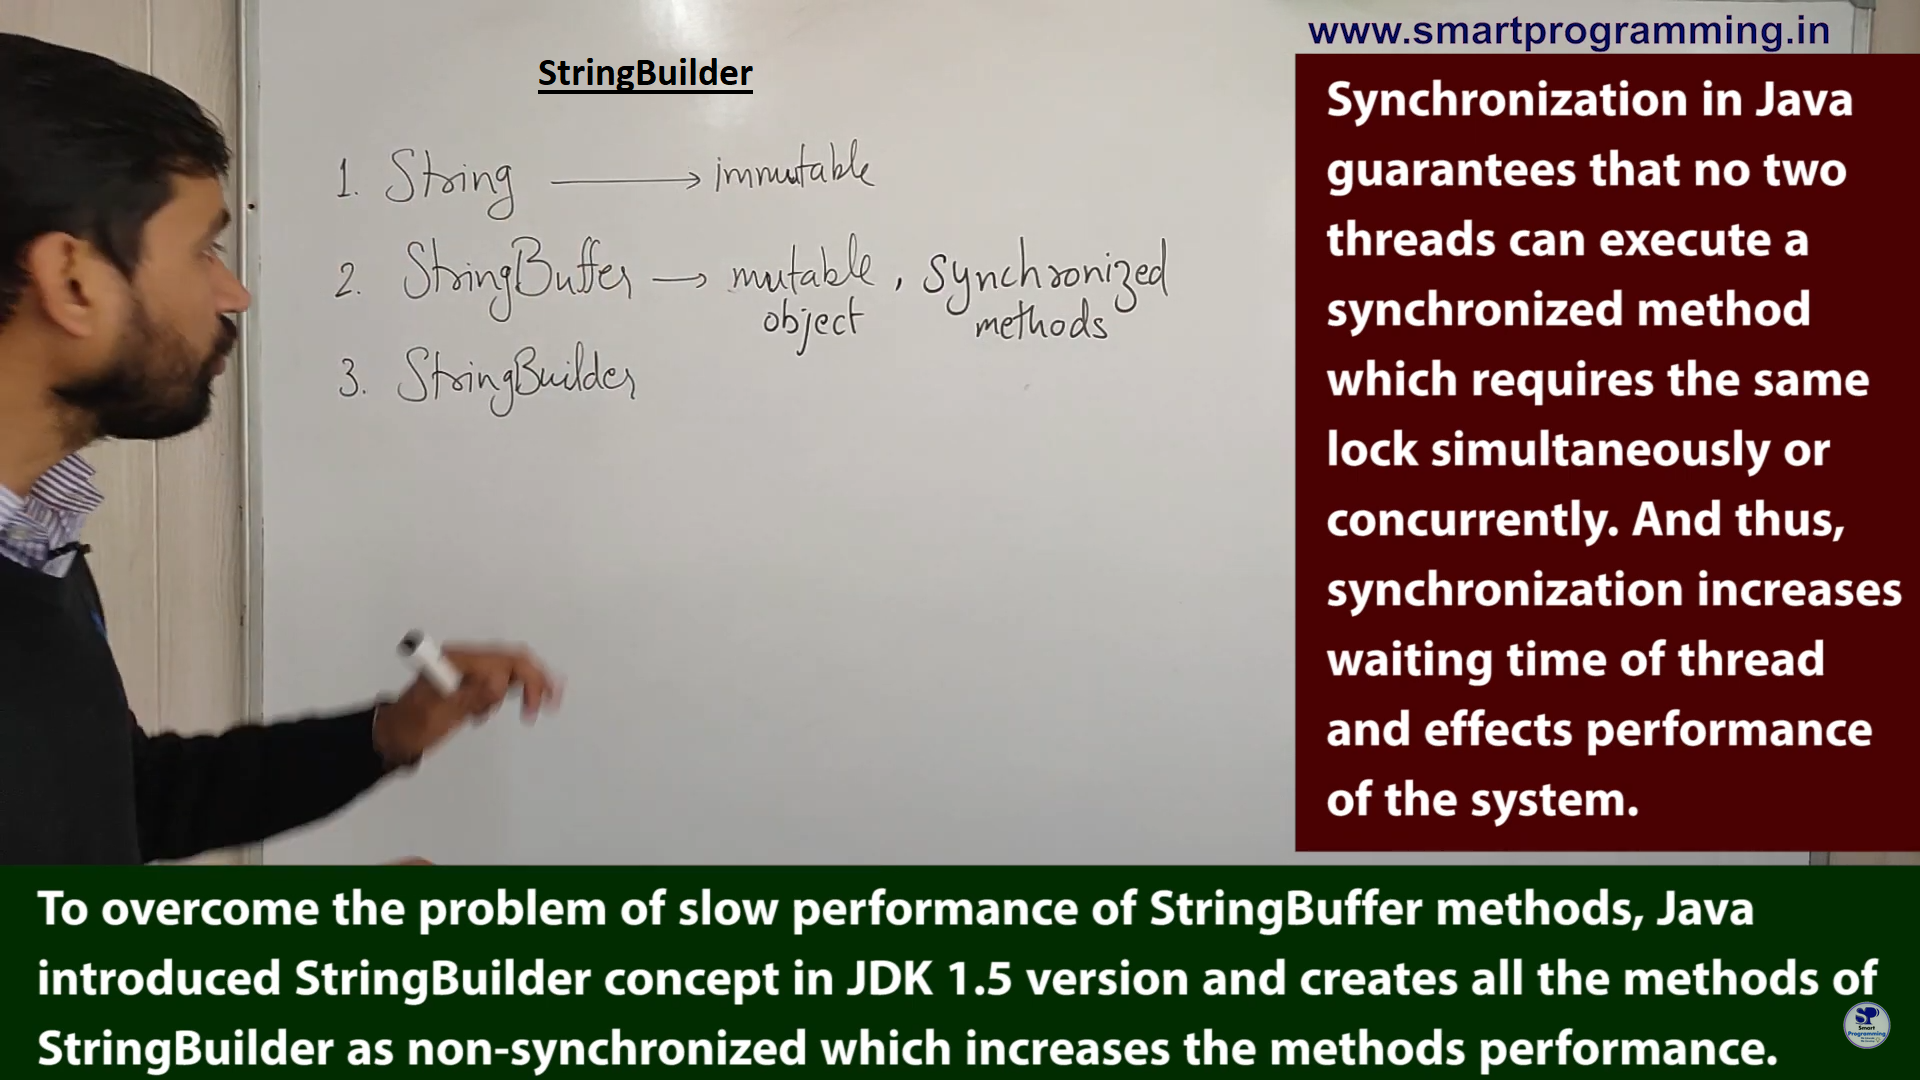 www.smartprogramming.in
StringBuilder
1. String → immutable
2. StringBuffer → mutable , synchronized
object methods
3. StringBuilder
Synchronization in Java
guarantees that no two
threads can execute a
synchronized method
which requires the same
lock simultaneously or
concurrently. And thus,
synchronization increases
waiting time of thread
and effects performance
of the system.
To overcome the problem of slow performance of StringBuffer methods, Java
introduced StringBuilder concept in JDK 1.5 version and creates all the methods of
StringBuilder as non-synchronized which increases the methods performance.
SP
Smart
Programming